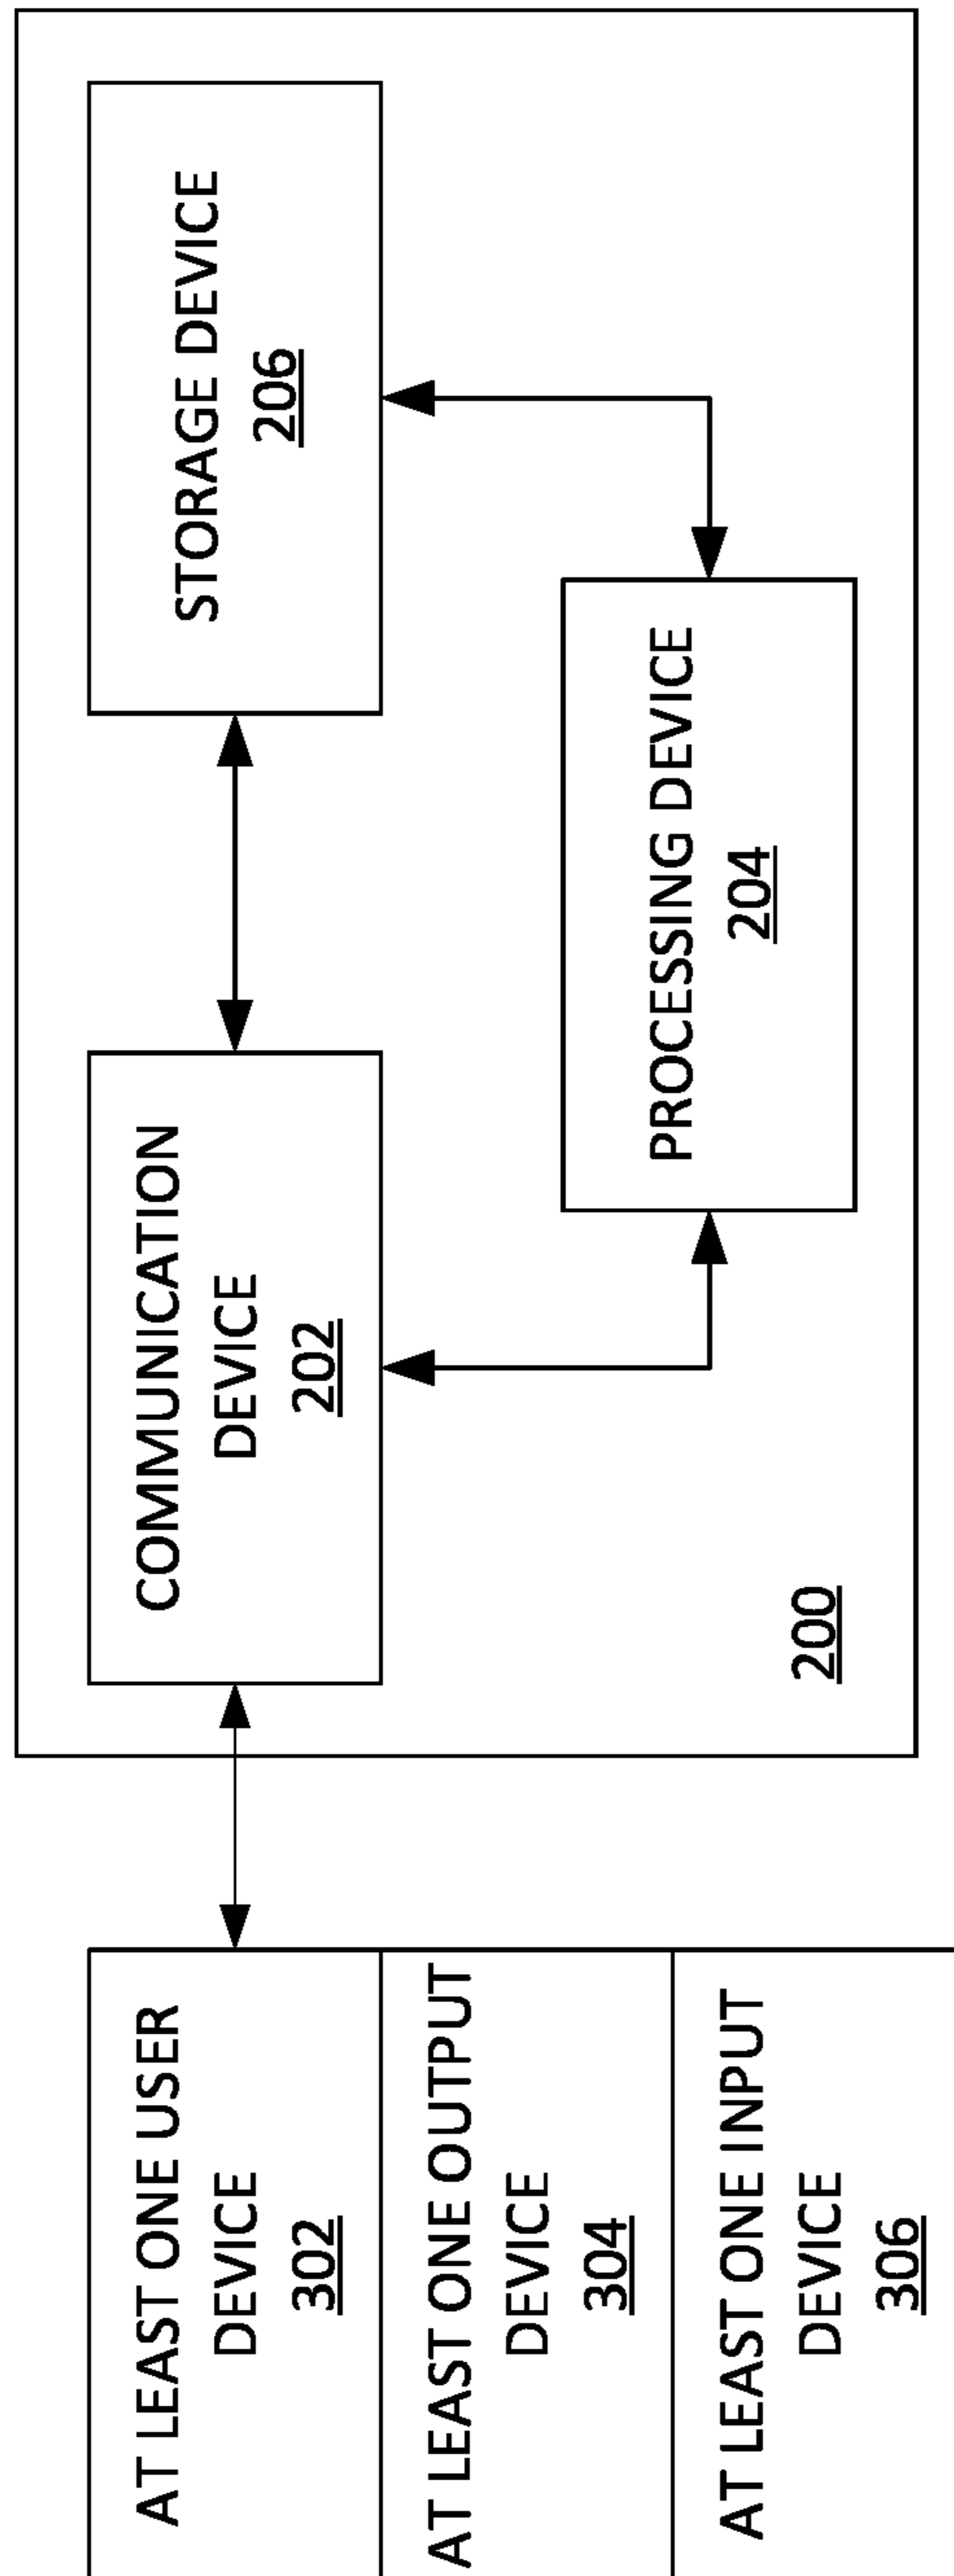 AT LEAST ONE USER
DEVICE
302
AT LEAST ONE OUTPUT
DEVICE
304
AT LEAST ONE INPUT
DEVICE
306
COMMUNICATION
DEVICE
202
STORAGE DEVICE
206
PROCESSING DEVICE
204
200